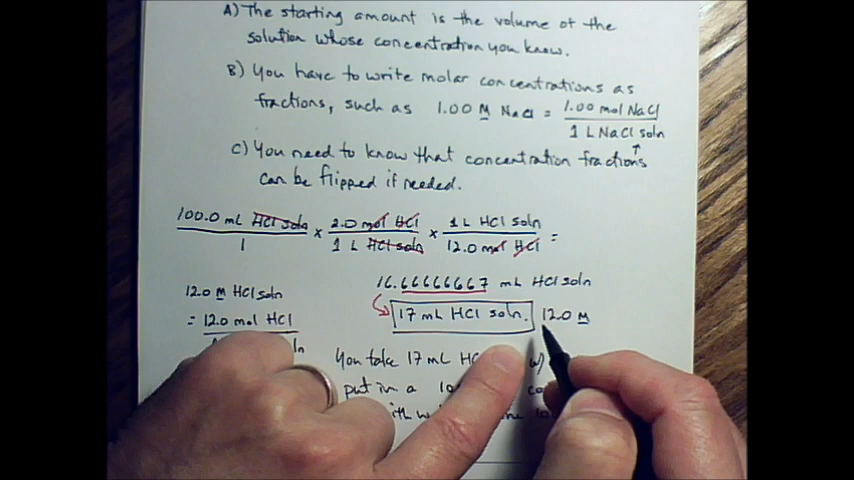 A) The starting amount is the volume of the
solution whose concentration you know.
B) You have to write molar concentrations as
fractions, such as 1.00 M NaCl = 1.00 mol NaCl
1 L NaCl soln
C) You need to know that concentration fractions
can be flipped if needed.
100.0 mL HCl soln x 2.0 mol HCl x 1 L HCl soln =
1 1 L HCl soln 12.0 mol HCl
16.66666667 mL HCl soln
12.0 M HCl soln
= 12.0 mol HCl
17 mL HCl soln. 12.0 M
You take 17 mL w/
put in a